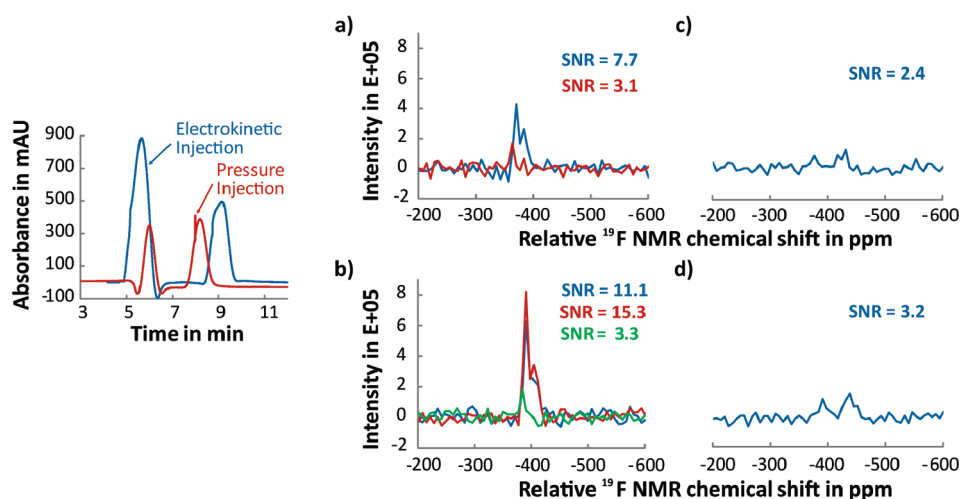 Absorbance in mAU
900
700
500
300
100
-100
3
5
7
9
11
Time in min
Electrokinetic
Injection
Pressure
Injection
a)
Intensity in E+05
8
6
4
2
0
-2
SNR = 7.7
SNR = 3.1
-200
-300
-400
-500
-600
c)
SNR = 2.4
-200
-300
-400
-500
-600
Relative ¹⁹F NMR chemical shift in ppm
b)
Intensity in E+05
8
6
4
2
0
-2
SNR = 11.1
SNR = 15.3
SNR = 3.3
-200
-300
-400
-500
-600
d)
SNR = 3.2
-200
-300
-400
-500
-600
Relative ¹⁹F NMR chemical shift in ppm